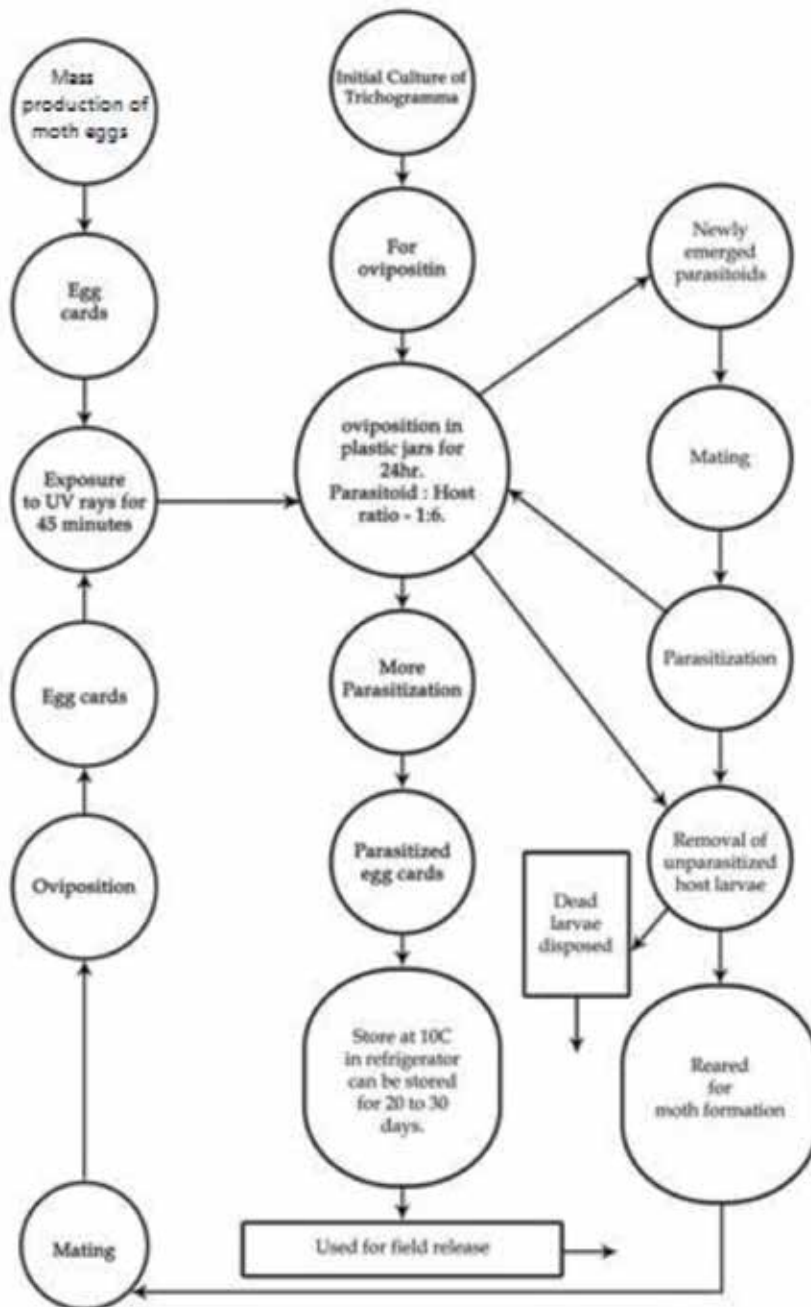 Mass
production of
moth eggs
Egg
cards
Exposure
to UV rays for
45 minutes
Egg cards
Oviposition
Mating
Initial Culture of
Trichogramma
For
ovipositin
oviposition in
plastic jars for
24hr.
Parasitoid : Host
ratio - 1:6.
More
Parasitization
Parasitized
egg cards
Store at 10C
in refrigerator
can be stored
for 20 to 30
days.
Used for field release
Newly
emerged
parasitoids
Mating
Parasitization
Removal of
unparasitized
host larvae
Dead
larvae
disposed
Reared
for
moth formation